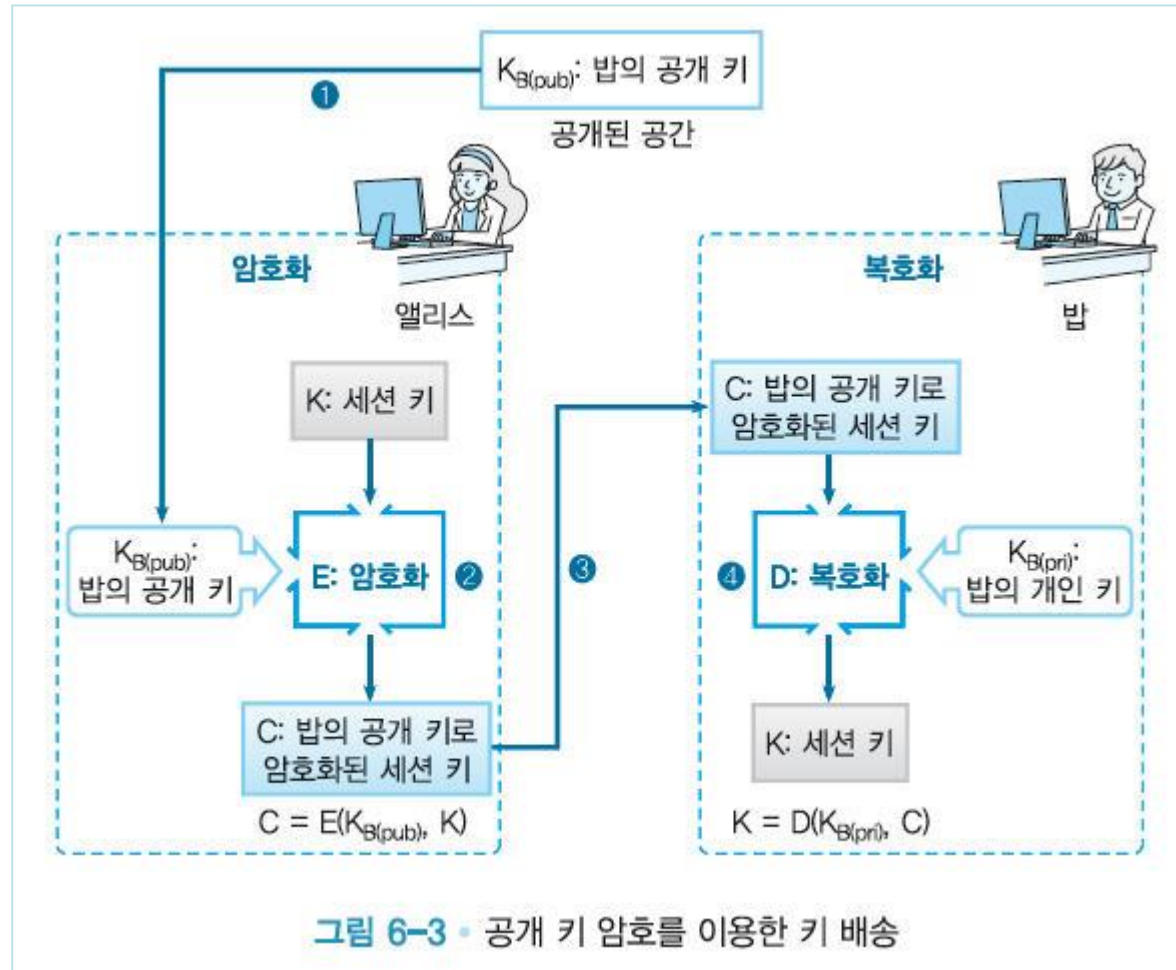 K_B(pub): 밥의 공개 키
❶
공개된 공간
암호화
앨리스
K: 세션 키
K_B(pub):
밥의 공개 키
E: 암호화 ❷
C: 밥의 공개 키로
암호화된 세션 키
C = E(K_B(pub), K)
❸
복호화
밥
C: 밥의 공개 키로
암호화된 세션 키
❹ D: 복호화
K_B(pri):
밥의 개인 키
K: 세션 키
K = D(K_B(pri), C)
그림 6-3 • 공개 키 암호를 이용한 키 배송